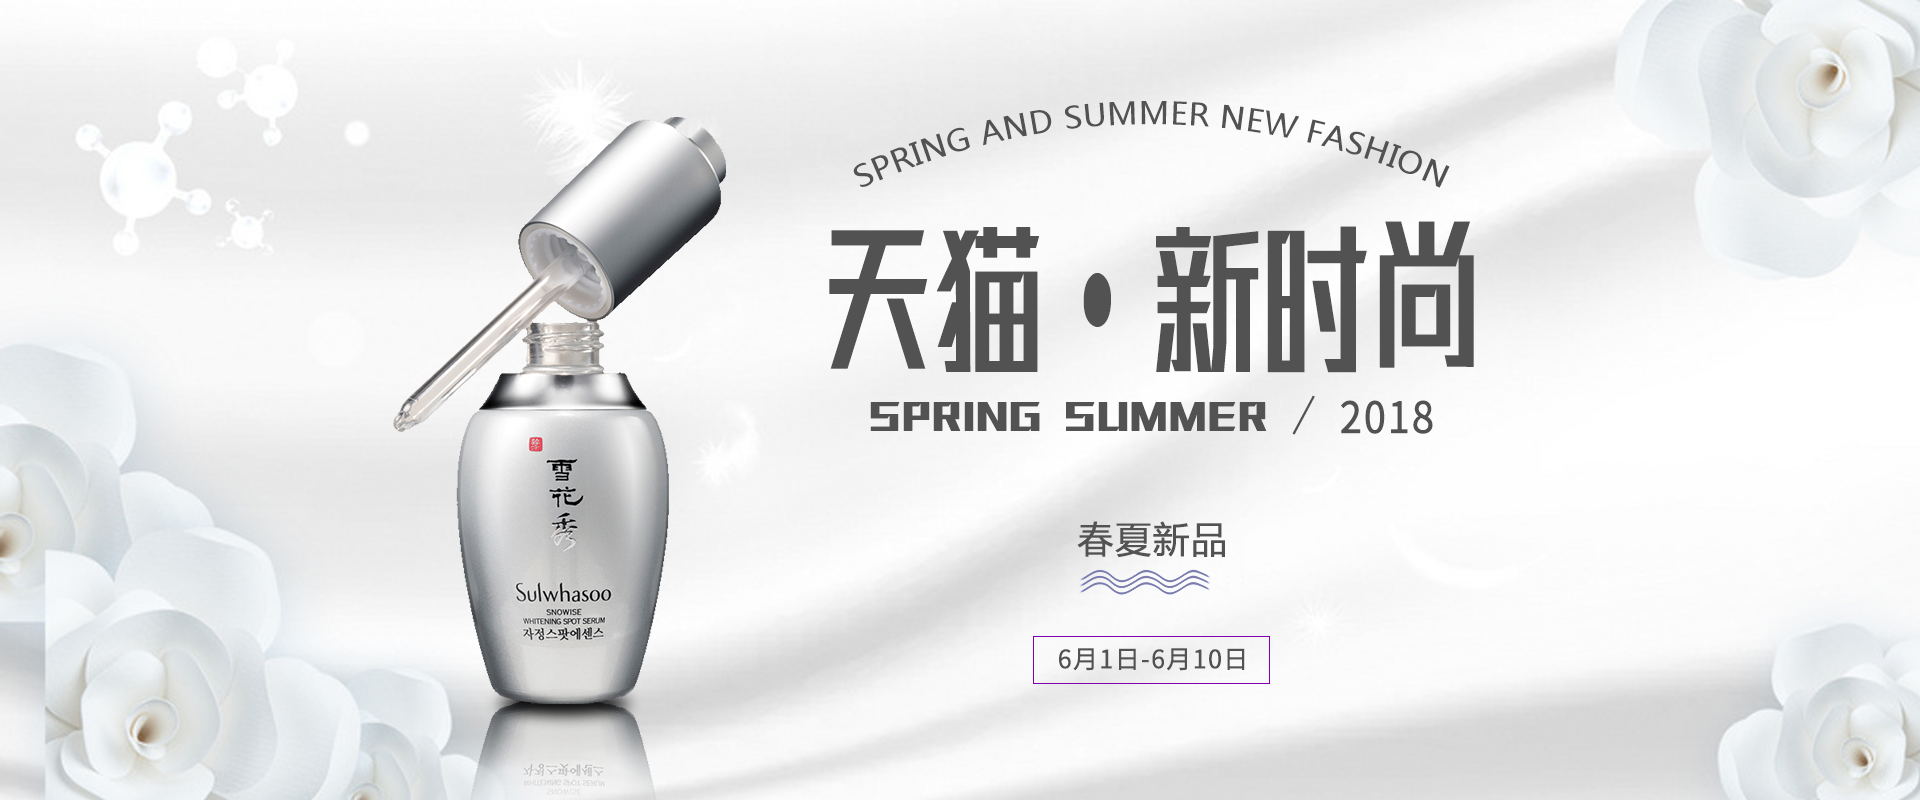 SPRING AND SUMMER NEW FASHION
天猫·新时尚
SPRING SUMMER / 2018
春夏新品
6月1日-6月10日
雪花秀
Sulwhasoo
SNOWISE
WHITENING SPOT SERUM
자정스팟에센스